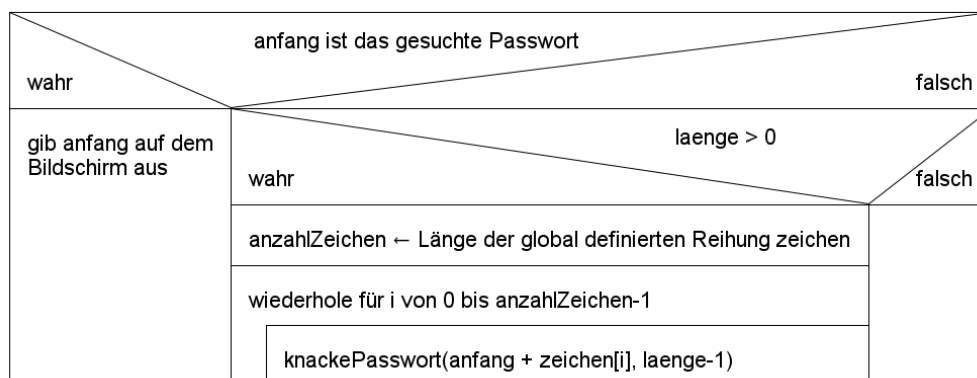 anfang ist das gesuchte Passwort
wahr
falsch
gib anfang auf dem
Bildschirm aus
laenge > 0
wahr
falsch
anzahlZeichen ← Länge der global definierten Reihung zeichen
wiederhole für i von 0 bis anzahlZeichen-1
knackePasswort(anfang + zeichen[i], laenge-1)